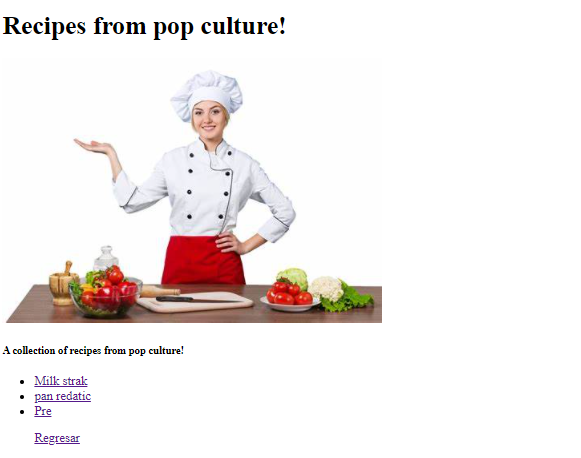 Recipes from pop culture!
A collection of recipes from pop culture!
Milk strak
pan redatic
Pre
Regresar